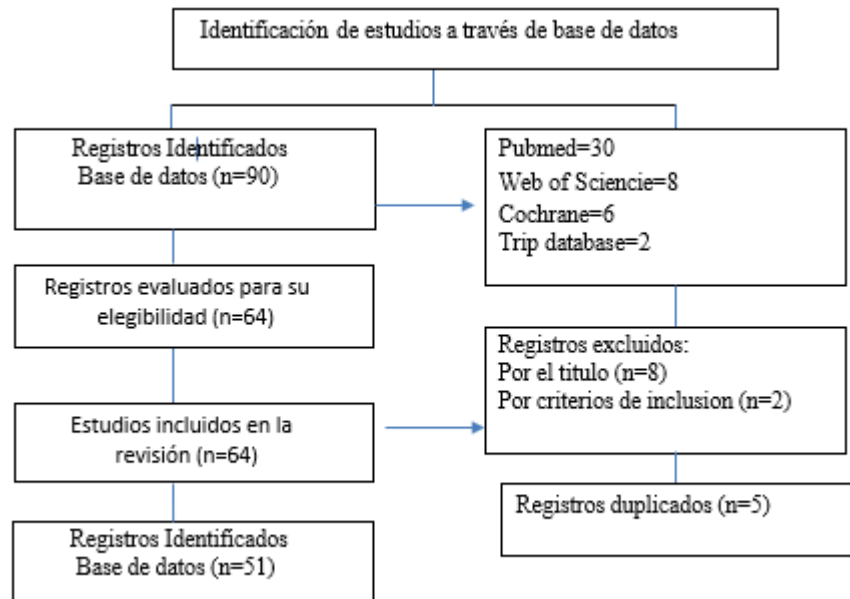 Identificación de estudios a través de base de datos
Registros Identificados
Base de datos (n=90)
Pubmed=30
Web of Sciencie=8
Cochrane=6
Trip database=2
Registros evaluados para su
elegibilidad (n=64)
Registros excluidos:
Por el titulo (n=8)
Por criterios de inclusion (n=2)
Estudios incluidos en la
revisión (n=64)
Registros duplicados (n=5)
Registros Identificados
Base de datos (n=51)